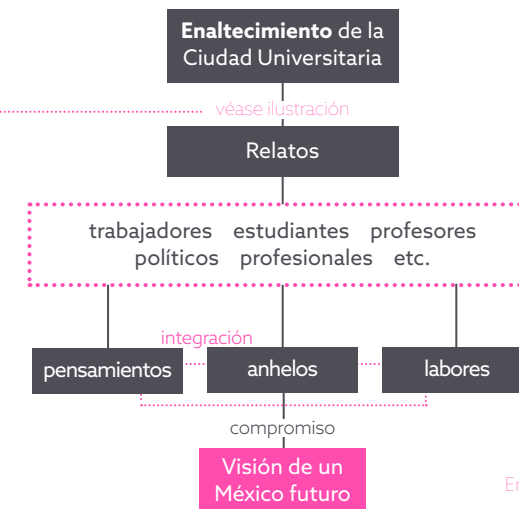 Enaltecimiento de la
Ciudad Universitaria
véase ilustración
Relatos
trabajadores estudiantes profesores
políticos profesionales etc.
integración
pensamientos anhelos labores
compromiso
Visión de un
México futuro